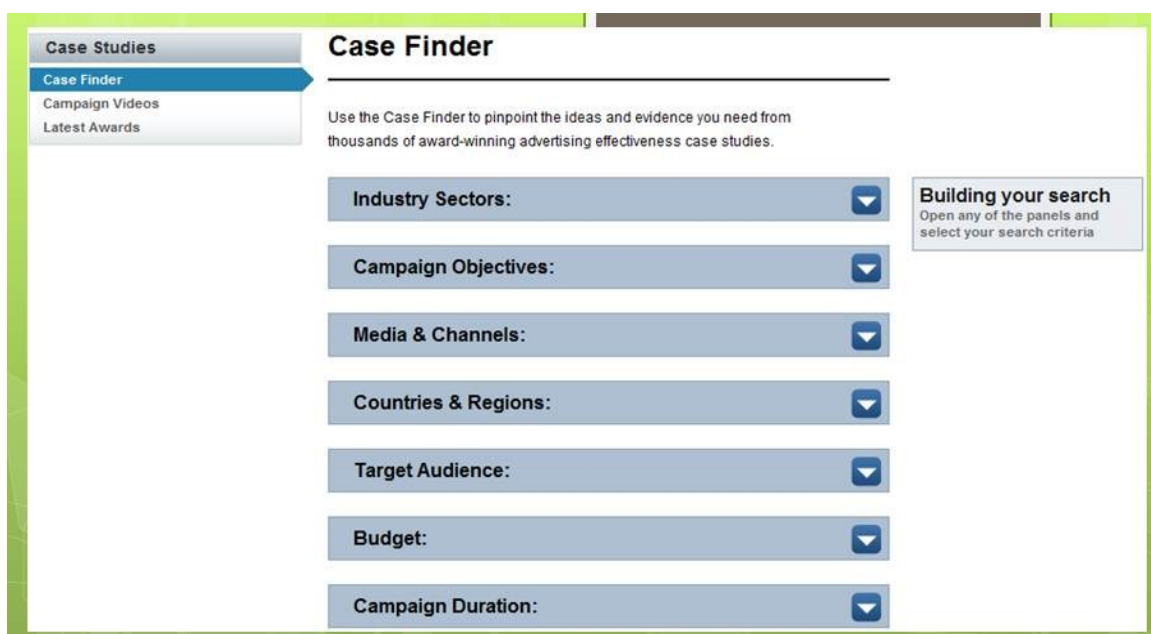 Case Studies
Case Finder
Campaign Videos
Latest Awards
Case Finder
Use the Case Finder to pinpoint the ideas and evidence you need from
thousands of award-winning advertising effectiveness case studies.
Industry Sectors:
Campaign Objectives:
Media & Channels:
Countries & Regions:
Target Audience:
Budget:
Campaign Duration:
Building your search
Open any of the panels and
select your search criteria